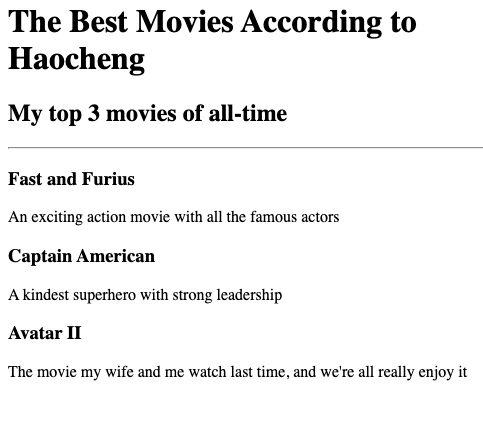 The Best Movies According to
Haocheng
My top 3 movies of all-time
Fast and Furius
An exciting action movie with all the famous actors
Captain American
A kindest superhero with strong leadership
Avatar II
The movie my wife and me watch last time, and we're all really enjoy it